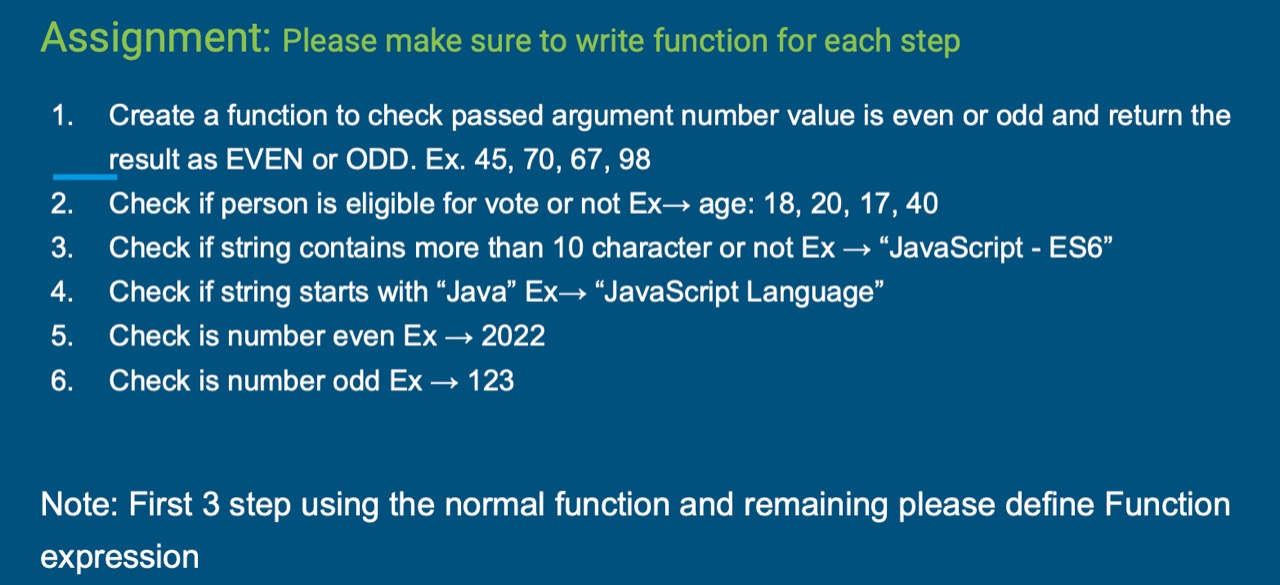 Assignment: Please make sure to write function for each step
1. Create a function to check passed argument number value is even or odd and return the
result as EVEN or ODD. Ex. 45, 70, 67, 98
2. Check if person is eligible for vote or not Ex→ age: 18, 20, 17, 40
3. Check if string contains more than 10 character or not Ex → “JavaScript - ES6”
4. Check if string starts with “Java” Ex→ “JavaScript Language”
5. Check is number even Ex → 2022
6. Check is number odd Ex → 123
Note: First 3 step using the normal function and remaining please define Function
expression